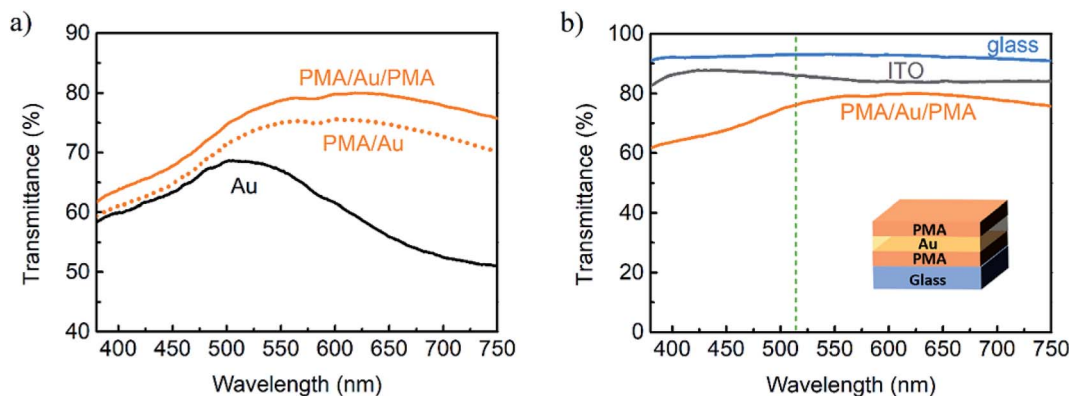 a)
90
80
70
60
50
40
Transmittance (%)
PMA/Au/PMA
PMA/Au
Au
400 450 500 550 600 650 700 750
Wavelength (nm)
b)
100
80
60
40
20
0
Transmittance (%)
glass
ITO
PMA/Au/PMA
PMA
Au
PMA
Glass
400 450 500 550 600 650 700 750
Wavelength (nm)